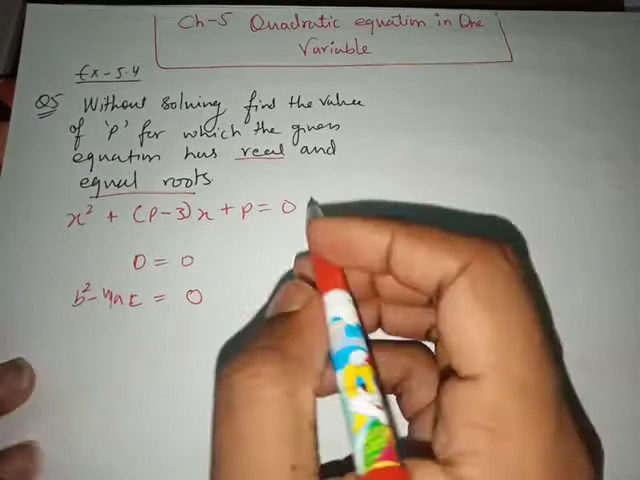 Ch-5 Quadratic equation in One
Variable
Ex-5.4
Q5 Without solving find the value
of 'p' for which the given
equation has real and
equal roots.
x² + (P-3)x + P = 0
D = 0
b²-4ac = 0